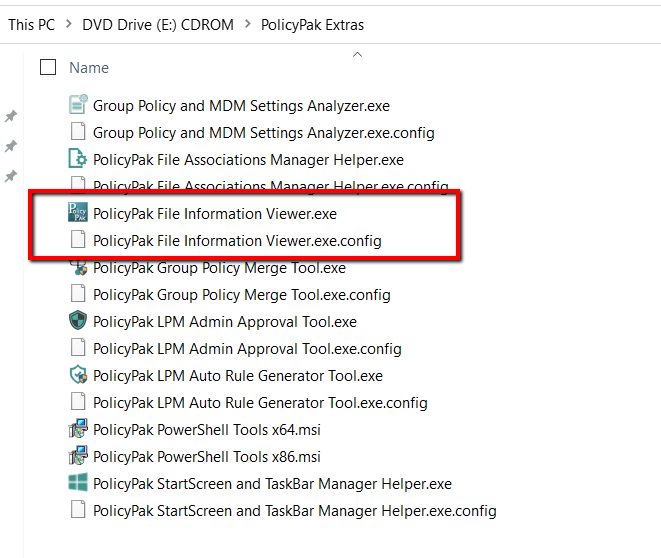 This PC > DVD Drive (E:) CDROM > PolicyPak Extras
Name
Group Policy and MDM Settings Analyzer.exe
Group Policy and MDM Settings Analyzer.exe.config
PolicyPak File Associations Manager Helper.exe
PolicyPak File Associations Manager Helper.exe.config
Policy Pak
PolicyPak File Information Viewer.exe
PolicyPak File Information Viewer.exe.config
PolicyPak Group Policy Merge Tool.exe
PolicyPak Group Policy Merge Tool.exe.config
PolicyPak LPM Admin Approval Tool.exe
PolicyPak LPM Admin Approval Tool.exe.config
PolicyPak LPM Auto Rule Generator Tool.exe
PolicyPak LPM Auto Rule Generator Tool.exe.config
PolicyPak PowerShell Tools x64.msi
PolicyPak PowerShell Tools x86.msi
PolicyPak StartScreen and TaskBar Manager Helper.exe
PolicyPak StartScreen and TaskBar Manager Helper.exe.config